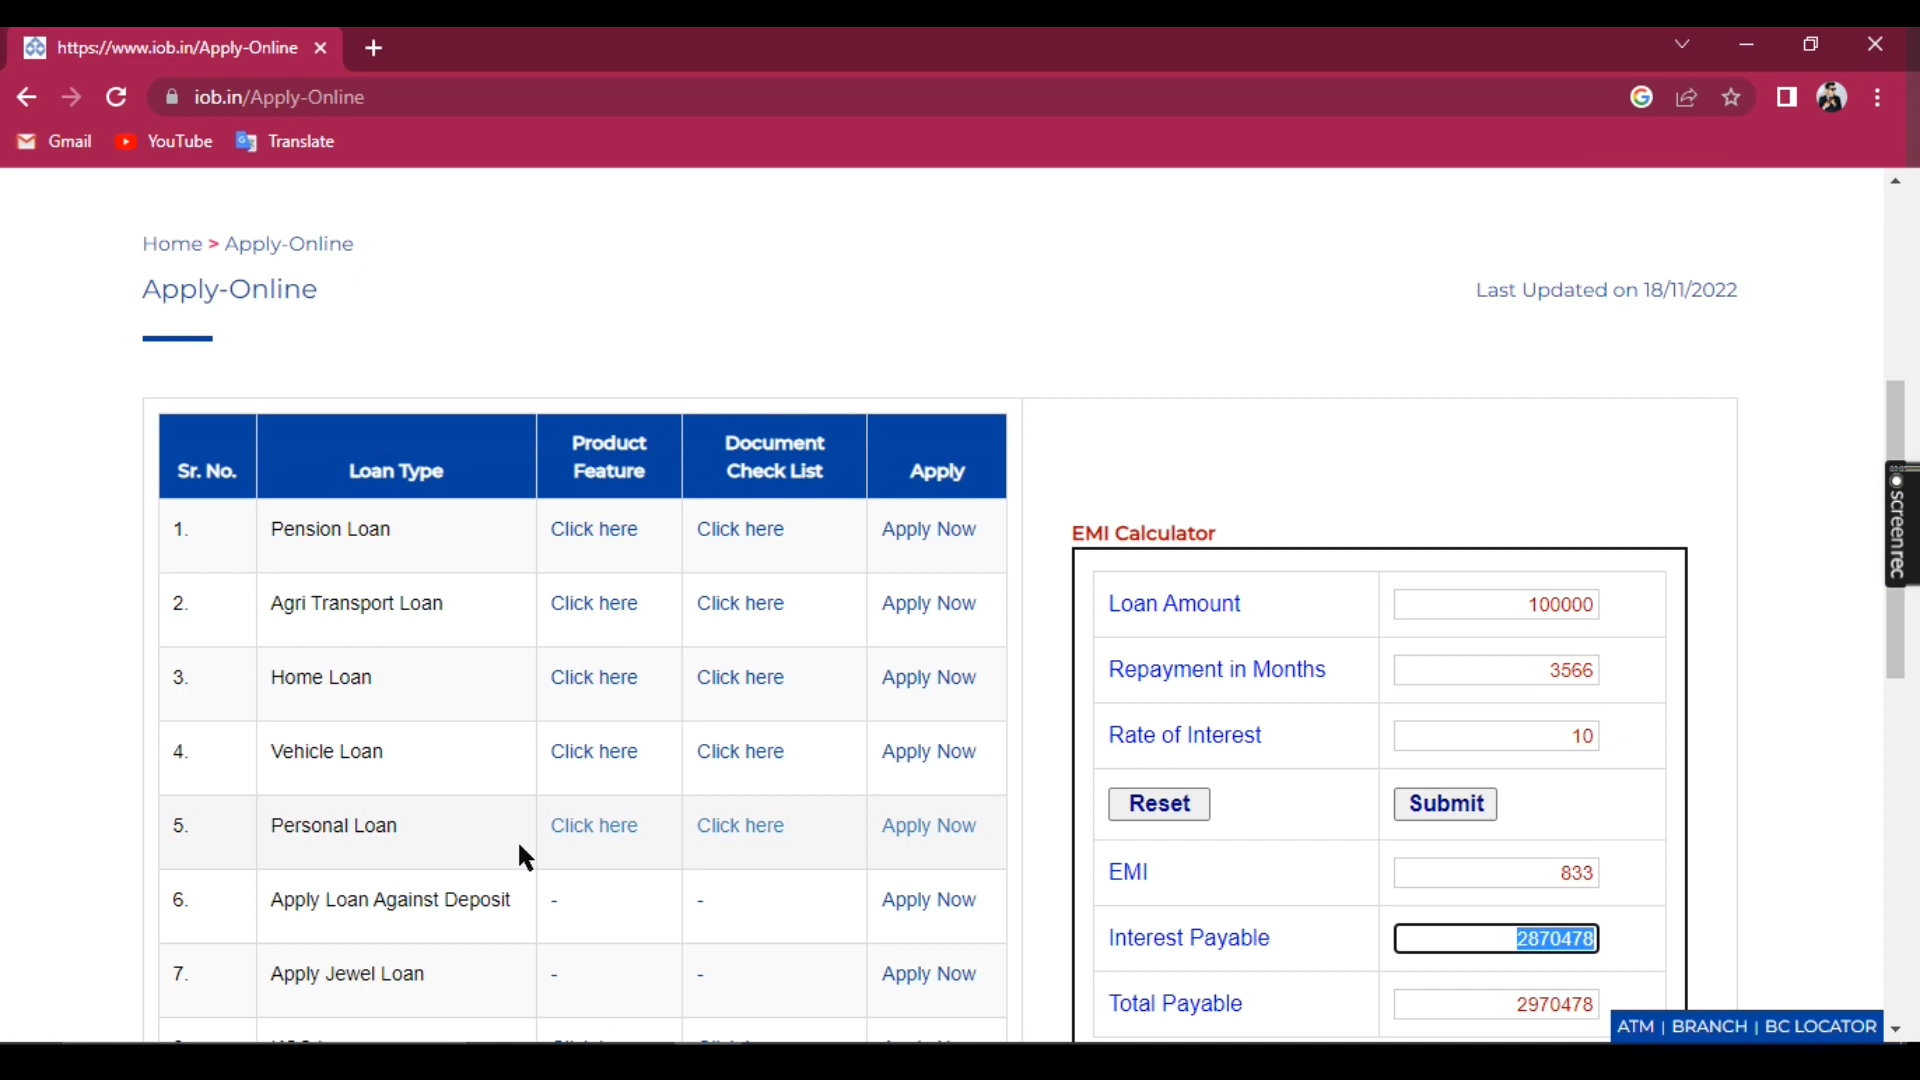 https://www.iob.in/Apply-Online
iob.in/Apply-Online
Gmail YouTube Translate
Home > Apply-Online
Apply-Online
Last Updated on 18/11/2022
Sr. No. Loan Type Product Feature Document Check List Apply
1. Pension Loan Click here Click here Apply Now
2. Agri Transport Loan Click here Click here Apply Now
3. Home Loan Click here Click here Apply Now
4. Vehicle Loan Click here Click here Apply Now
5. Personal Loan Click here Click here Apply Now
6. Apply Loan Against Deposit - - Apply Now
7. Apply Jewel Loan - - Apply Now
EMI Calculator
Loan Amount 100000
Repayment in Months 3566
Rate of Interest 10
Reset Submit
EMI 833
Interest Payable 2870478
Total Payable 2970478
ATM | BRANCH | BC LOCATOR
screenrec